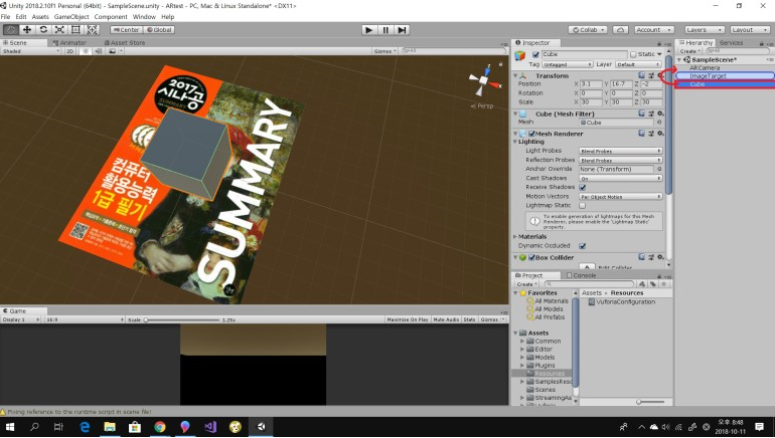 Unity 2018.2.10f1 Personal (64bit) - SampleScene.unity - ARtest - PC, Mac & Linux Standalone* <DX11>
File Edit Assets GameObject Component Window Help
Center Global Collab Account Layers Layout
Scene Animator Asset Store
Shaded 2D Gizmos
Persp
2017
시나공
SUMMARY
컴퓨터
활용능력
1급 필기
SUMMARY
Game
Display 1 16:9 Scale Maximize On Play Mute Audio Stats Gizmos
Inspector
Cube Static
Tag Untagged Layer Default
Transform
Position X 3.1 Y 16.7 Z -2
Rotation X 0 Y 0 Z 0
Scale X 30 Y 30 Z 30
Cube (Mesh Filter)
Mesh Cube
Mesh Renderer
Lighting
Light Probes Blend Probes
Reflection Probes Blend Probes
Anchor Override None (Transform)
Cast Shadows On
Receive Shadows
Motion Vectors Per Object Motion
Lightmap Static
To enable generation of lightmaps for this Mesh
Renderer, please enable the 'Lightmap Static'
property.
Materials
Dynamic Occluded
Box Collider
Edit Collider
Project Console
Create
Favorites
All Materials
All Models
All Prefabs
Assets
Common
Editor
Models
Plugins
Resources
SamplesReso
Scenes
StreamingAs
Assets Resources
VuforiaConfiguration
Hierarchy Services
Create
SampleScene*
ARCamera
ImageTarget
Cube
Fixing reference to the runtime script in scene file!
오후 8:48
2018-10-11